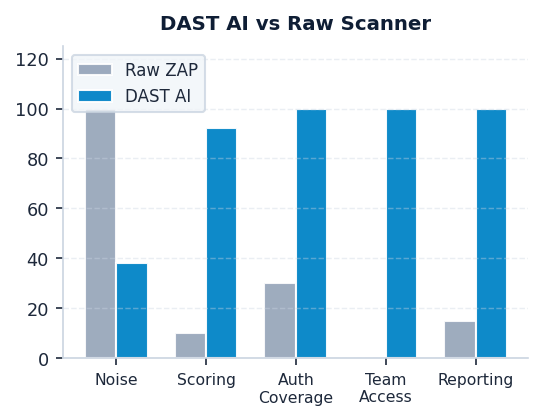 DAST AI vs Raw Scanner
120
100
80
60
40
20
0
Raw ZAP
DAST AI
Noise
Scoring
Auth
Coverage
Team
Access
Reporting